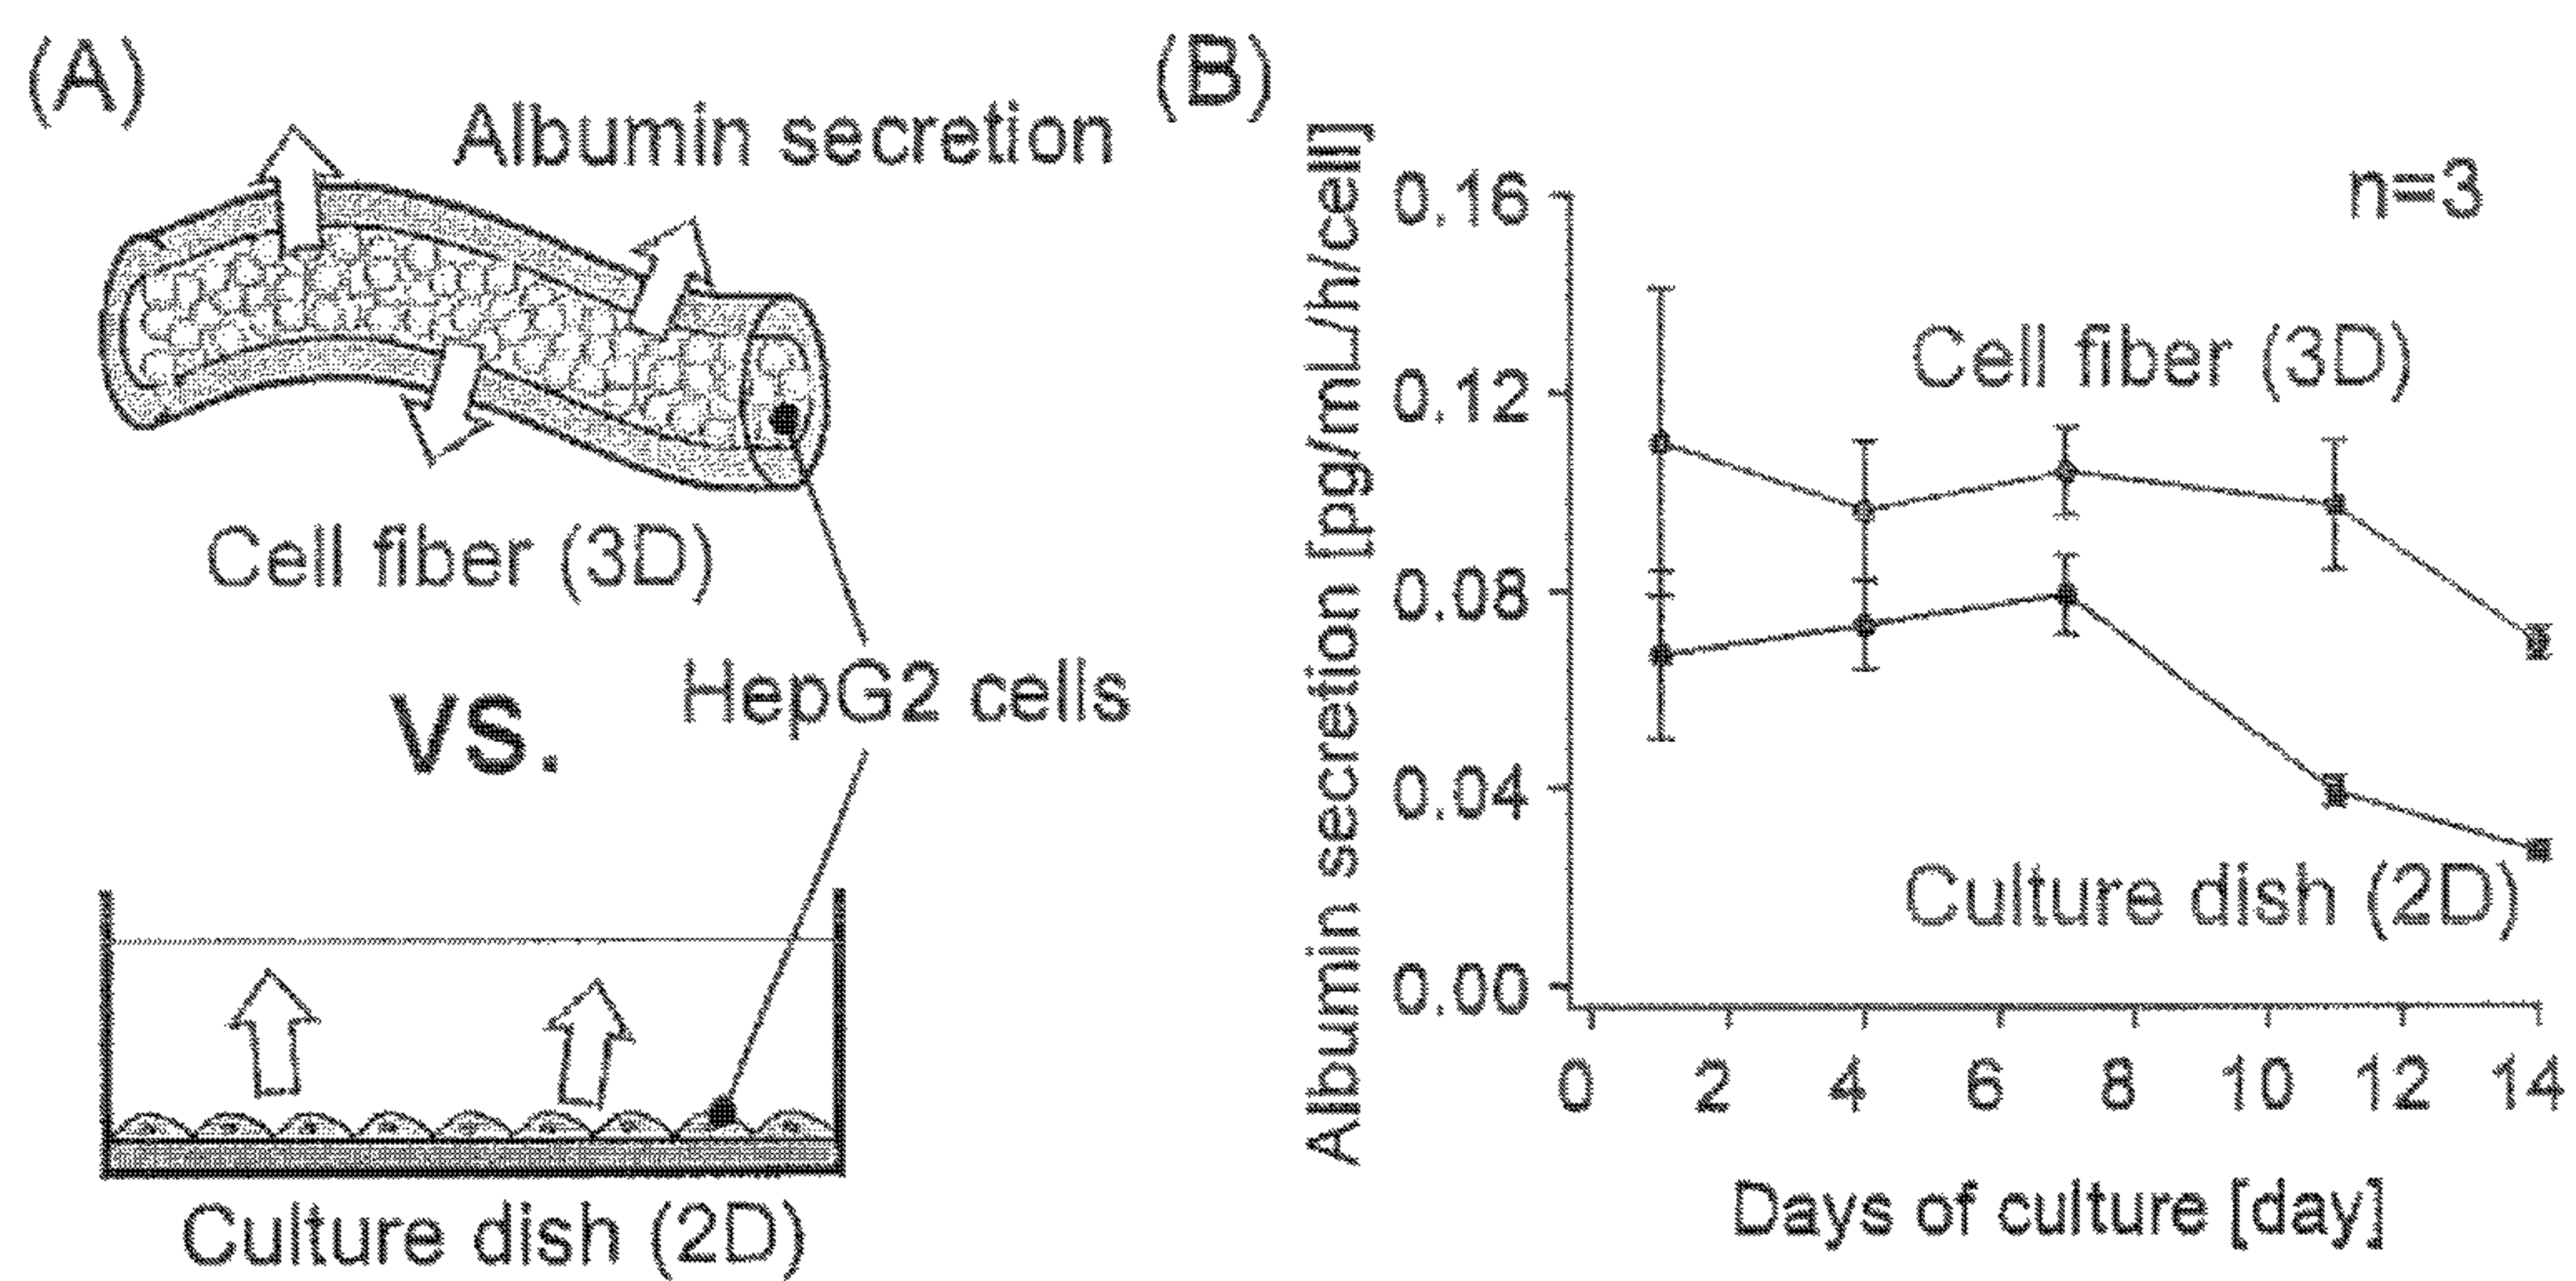 (A)
Albumin secretion
Cell fiber (3D)
vs.
HepG2 cells
Culture dish (2D)
(B)
Albumin secretion [pg/mL/h/cell]
0.16
0.12
0.08
0.04
0.00
n=3
Cell fiber (3D)
Culture dish (2D)
0 2 4 6 8 10 12 14
Days of culture [day]